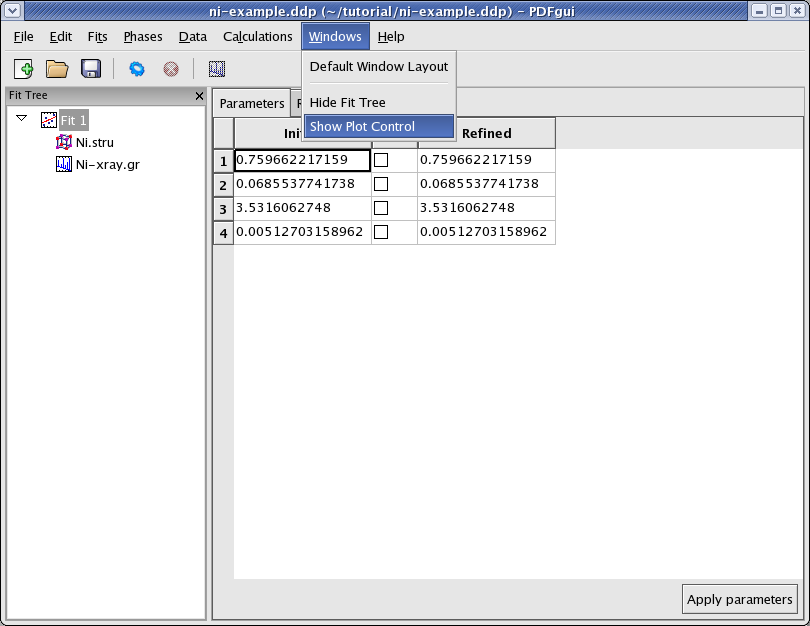 ni-example.ddp (~/tutorial/ni-example.ddp) - PDFgui
File Edit Fits Phases Data Calculations Windows Help
Default Window Layout
Hide Fit Tree
Show Plot Control
Fit Tree
Fit 1
Ni.stru
Ni-xray.gr
Parameters
Refined
1 0.759662217159 0.759662217159
2 0.0685537741738 0.0685537741738
3 3.5316062748 3.5316062748
4 0.00512703158962 0.00512703158962
Apply parameters